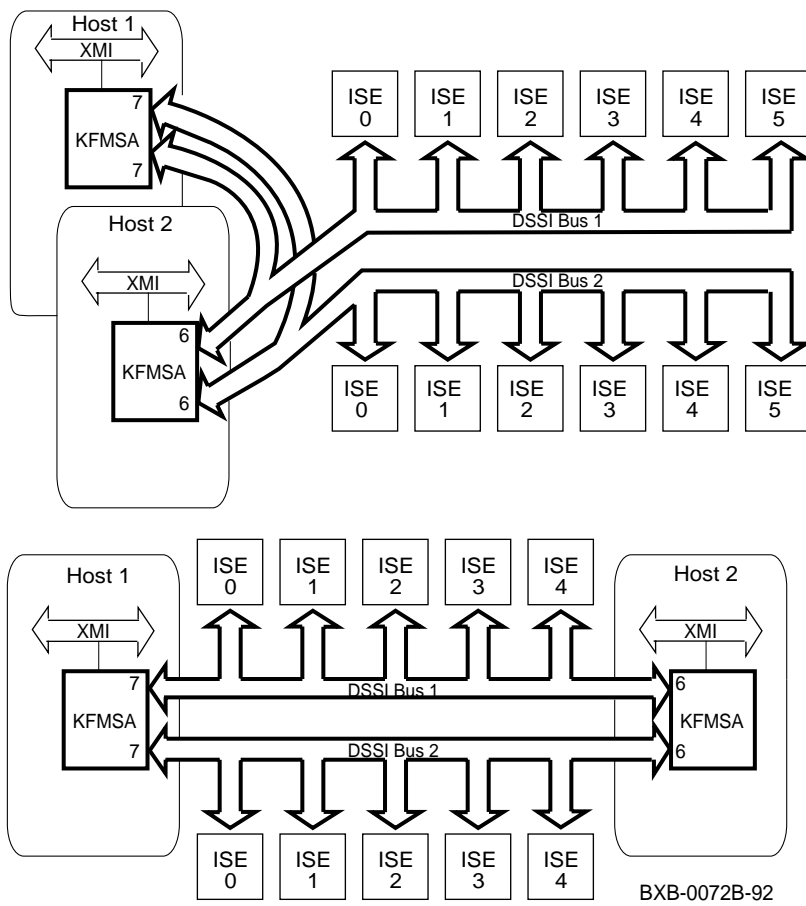 Host 1
XMI
7
KFMSA
7
Host 2
XMI
6
KFMSA
6
ISE 0
ISE 1
ISE 2
ISE 3
ISE 4
ISE 5
DSSI Bus 1
DSSI Bus 2
ISE 0
ISE 1
ISE 2
ISE 3
ISE 4
ISE 5
Host 1
XMI
7
KFMSA
7
ISE 0
ISE 1
ISE 2
ISE 3
ISE 4
DSSI Bus 1
DSSI Bus 2
ISE 0
ISE 1
ISE 2
ISE 3
ISE 4
Host 2
XMI
6
KFMSA
6
BXB-0072B-92